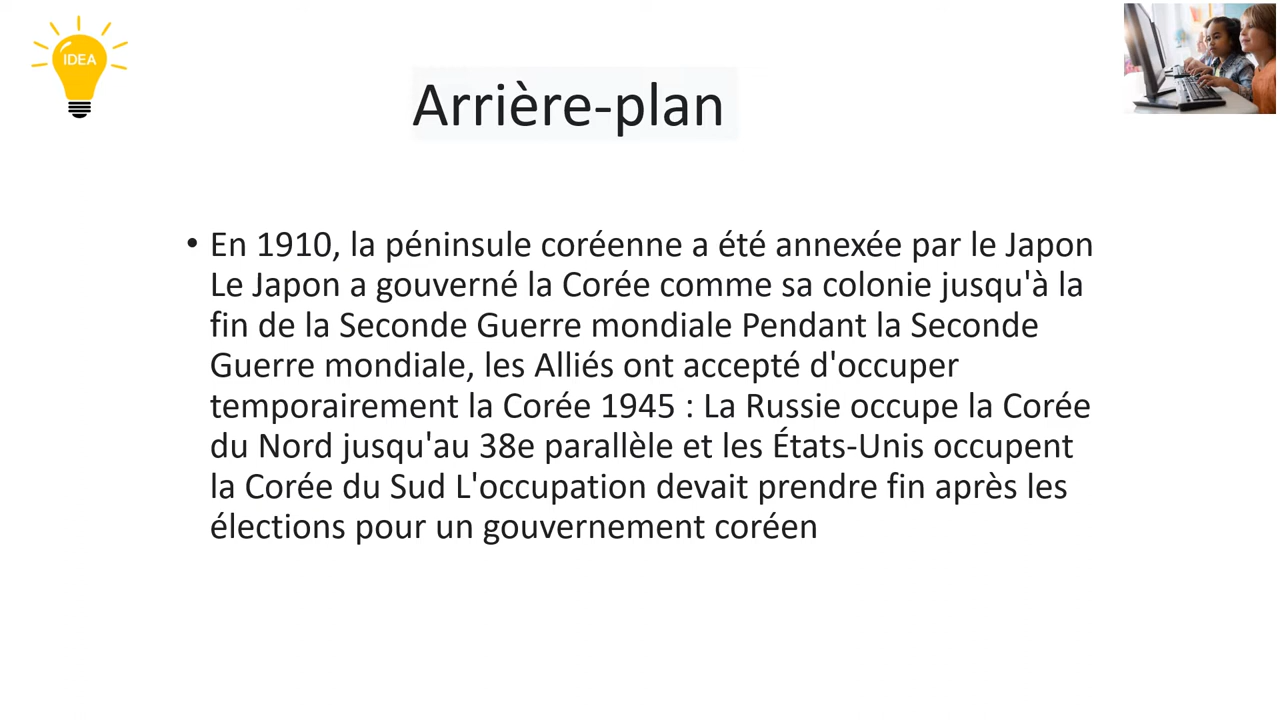 IDEA
Arrière-plan
• En 1910, la péninsule coréenne a été annexée par le Japon
Le Japon a gouverné la Corée comme sa colonie jusqu'à la
fin de la Seconde Guerre mondiale Pendant la Seconde
Guerre mondiale, les Alliés ont accepté d'occuper
temporairement la Corée 1945 : La Russie occupe la Corée
du Nord jusqu'au 38e parallèle et les États-Unis occupent
la Corée du Sud L'occupation devait prendre fin après les
élections pour un gouvernement coréen